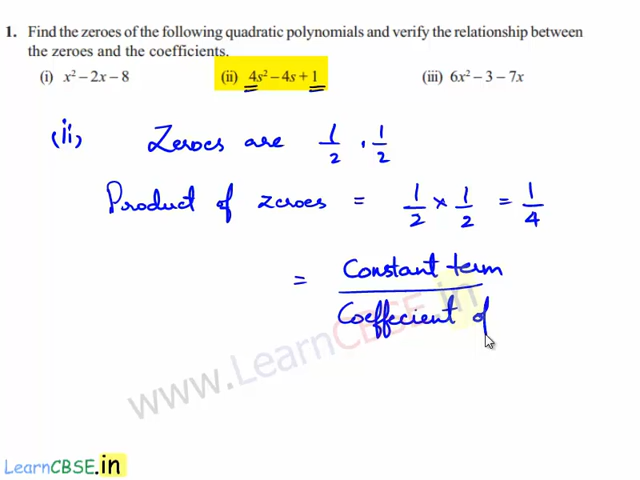 1. Find the zeroes of the following quadratic polynomials and verify the relationship between
the zeroes and the coefficients.
(i) x² – 2x – 8 (ii) 4s² – 4s + 1 (iii) 6x² – 3 – 7x
(ii) Zeroes are 1/2 , 1/2
Product of zeroes = 1/2 × 1/2 = 1/4
= Constant term
Coeffecient of
www.LearnCBSE.in
LearnCBSE.in